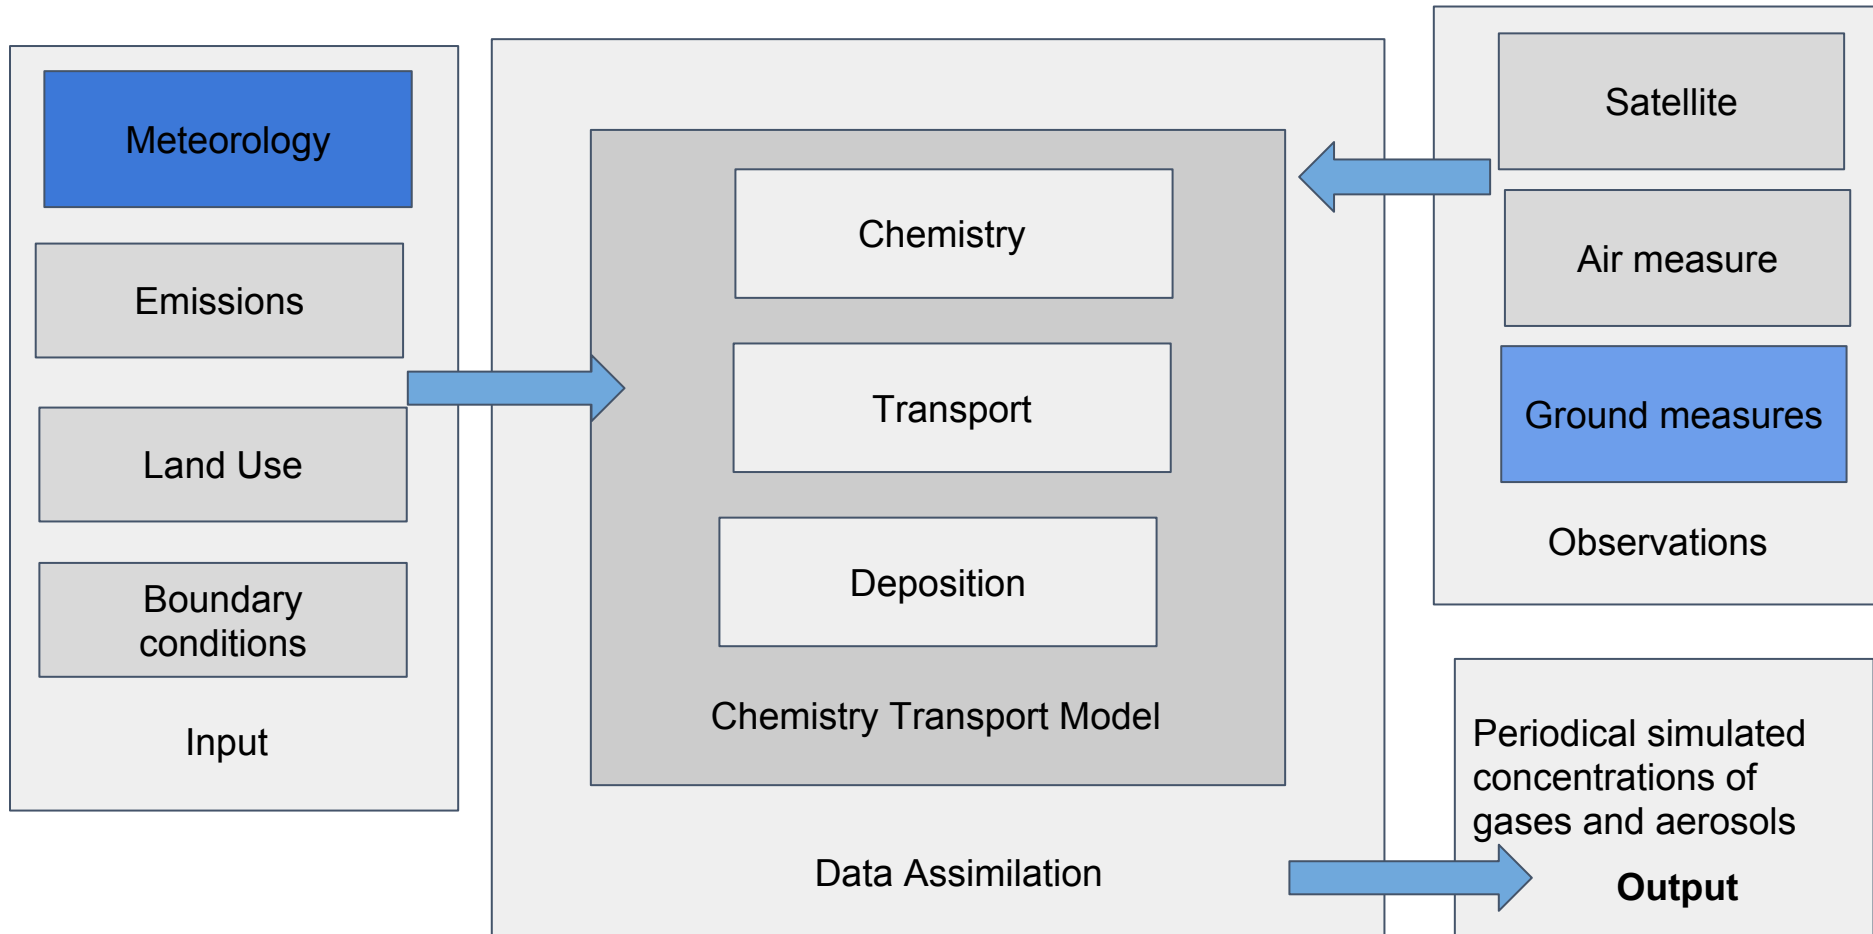 Meteorology
Emissions
Land Use
Boundary
conditions
Input
Chemistry
Transport
Deposition
Chemistry Transport Model
Data Assimilation
Satellite
Air measure
Ground measures
Observations
Periodical simulated
concentrations of
gases and aerosols
Output